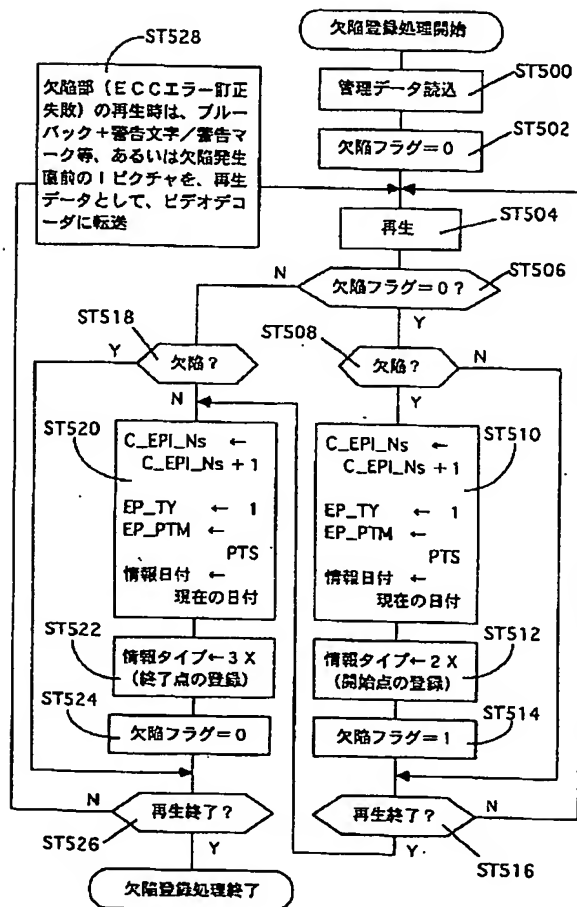 ST528
欠陥部（ＥＣＣエラー訂正
失敗）の再生時は、ブルー
バック＋警告文字／警告マ
ーク等、あるいは欠陥発生
直前のＩピクチャを、再生
データとして、ビデオデコ
ーダに転送
欠陥登録処理開始
ST500
管理データ読込
ST502
欠陥フラグ＝0
ST504
再生
ST506
N
欠陥フラグ＝0？
Y
ST518
Y
欠陥？
N
ST508
欠陥？
N
Y
ST520
C_EPI_Ns ←
C_EPI_Ns + 1
EP_TY ← 1
EP_PTM ←
PTS
情報日付 ←
現在の日付
ST510
C_EPI_Ns ←
C_EPI_Ns + 1
EP_TY ← 1
EP_PTM ←
PTS
情報日付 ←
現在の日付
ST522
情報タイプ←３Ｘ
(終了点の登録)
ST512
情報タイプ←２Ｘ
(開始点の登録)
ST524
欠陥フラグ＝0
ST514
欠陥フラグ＝1
N
再生終了？
ST526
Y
再生終了？
N
Y
ST516
欠陥登録処理終了